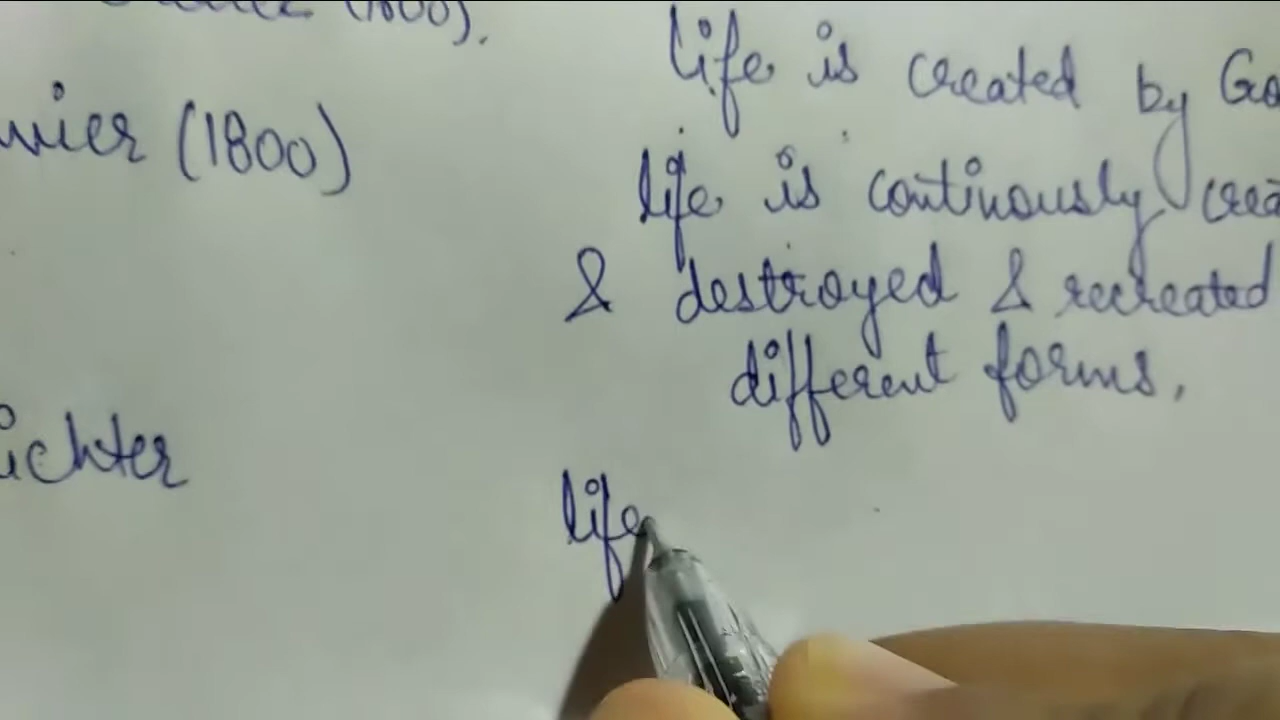 (1800).
life is created by Go
vier (1800)
life is continously crea
& destroyed & recreated
different forms.
ichter
life